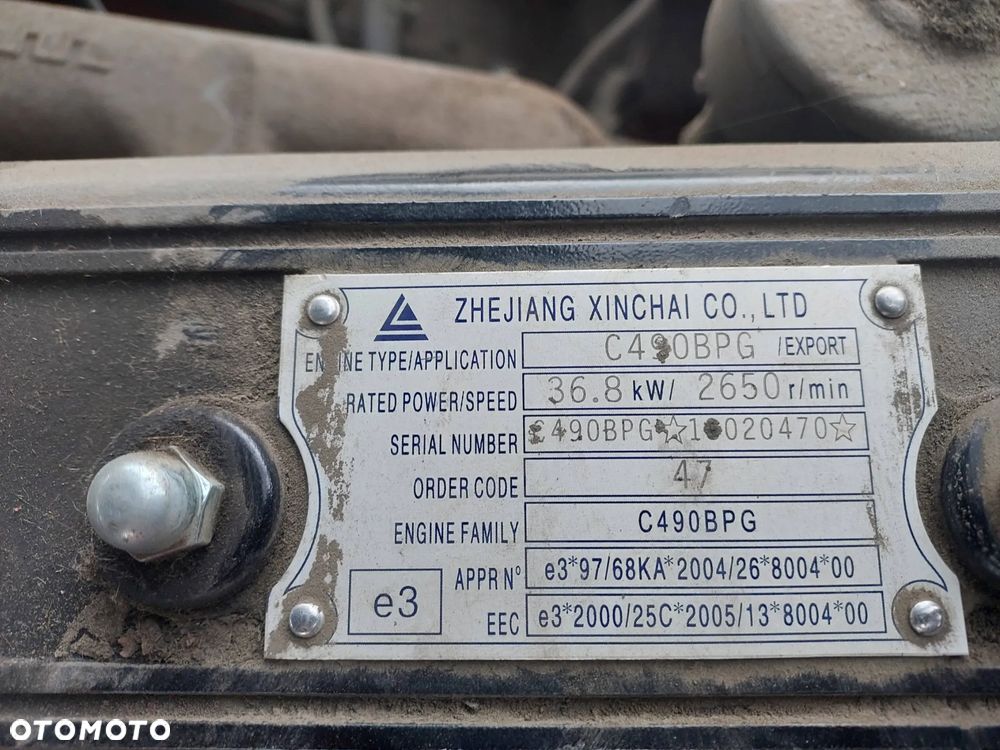 ZHEJIANG XINCHAI CO., LTD
ENGINE TYPE/APPLICATION C490BPG /EXPORT
RATED POWER/SPEED 36.8 kW/ 2650 r/min
SERIAL NUMBER
ORDER CODE 47
ENGINE FAMILY C490BPG
APPR N° e3*97/68KA*2004/26*8004*00
e3
EEC e3*2000/25C*2005/13*8004*00
OTOMOTO